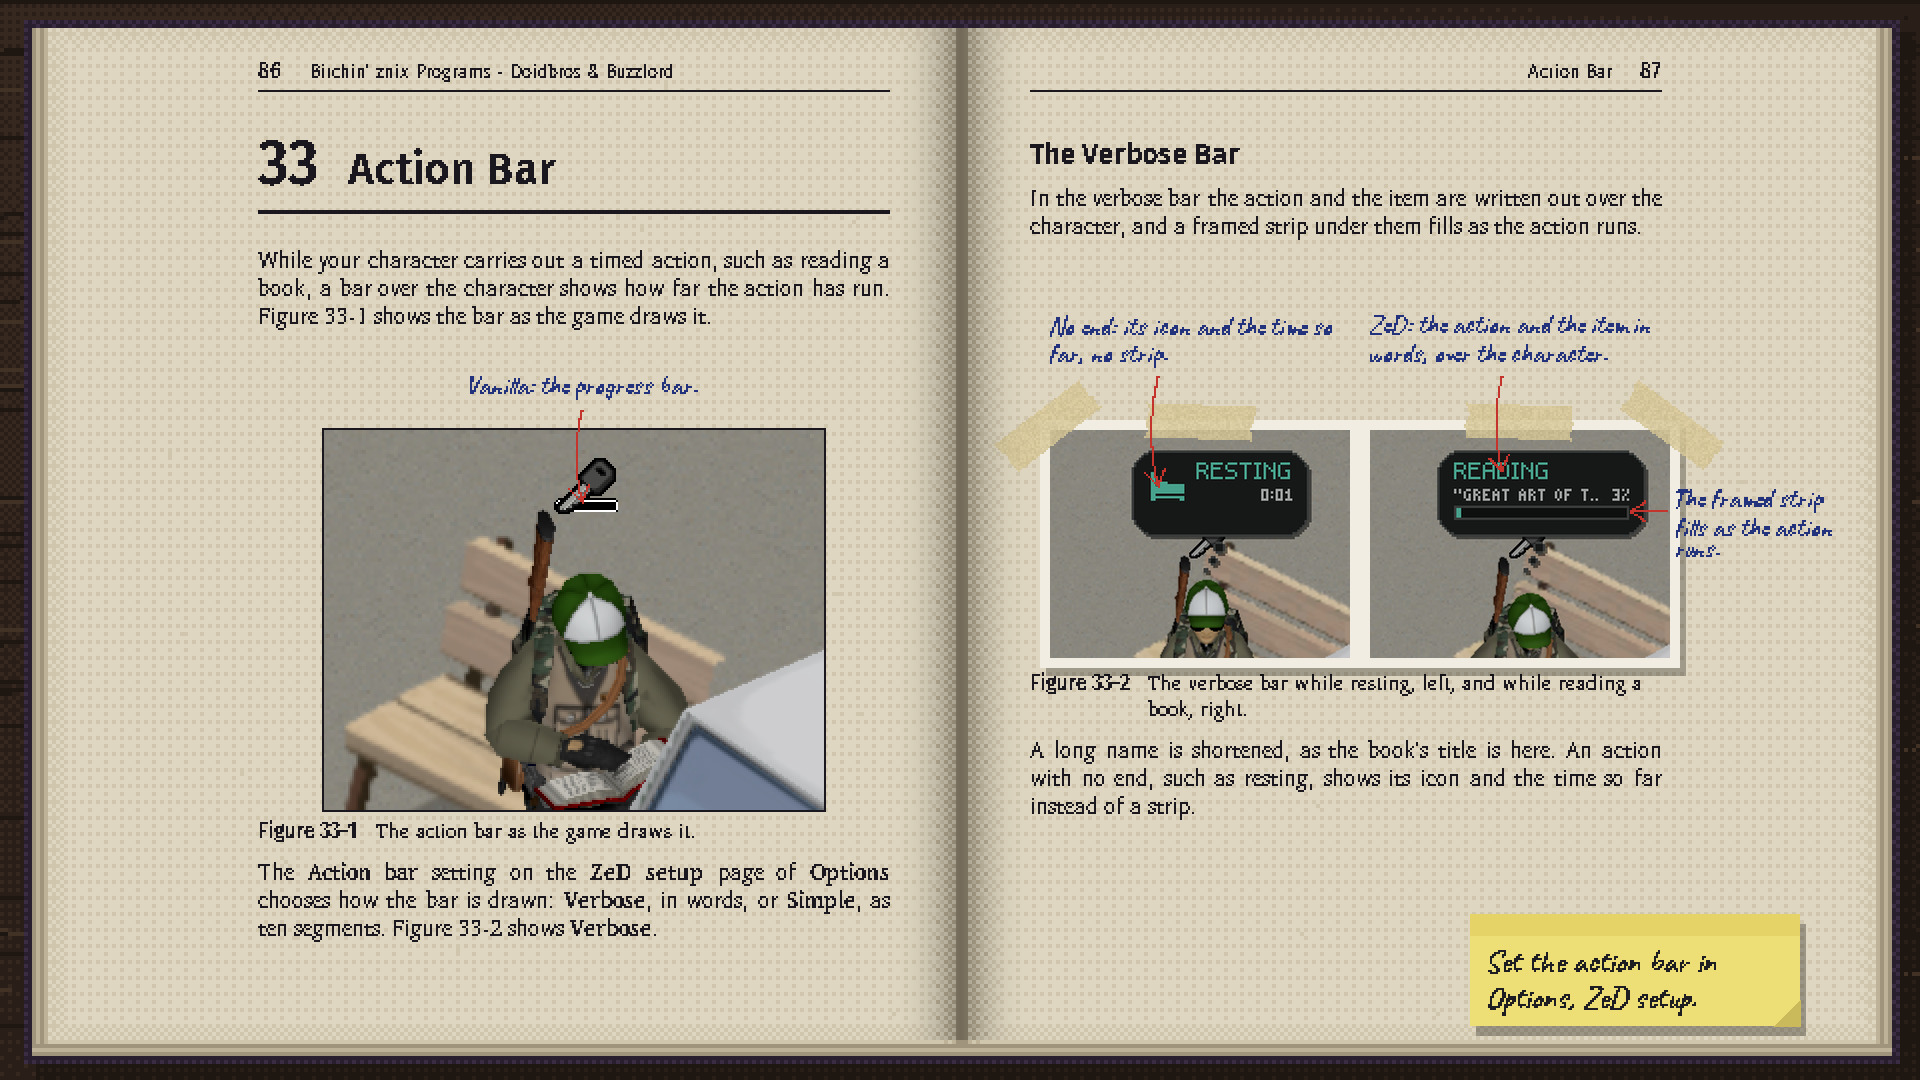 86 Bitchin' znix Programs - Doidbros & Buzzlord
33 Action Bar
While your character carries out a timed action, such as reading a
book, a bar over the character shows how far the action has run.
Figure 33-1 shows the bar as the game draws it.
Vanilla: the progress bar.
Figure 33-1 The action bar as the game draws it.
The Action bar setting on the ZeD setup page of Options
chooses how the bar is drawn: Verbose, in words, or Simple, as
ten segments. Figure 33-2 shows Verbose.
Action Bar 87
The Verbose Bar
In the verbose bar the action and the item are written out over the
character, and a framed strip under them fills as the action runs.
No end: its icon and the time so
far, no strip.
ZeD: the action and the item in
words, over the character.
RESTING
0:01
READING
"GREAT ART OF T.. 3%
The framed strip
fills as the action
runs.
Figure 33-2 The verbose bar while resting, left, and while reading a
book, right.
A long name is shortened, as the book's title is here. An action
with no end, such as resting, shows its icon and the time so far
instead of a strip.
Set the action bar in
Options, ZeD setup.